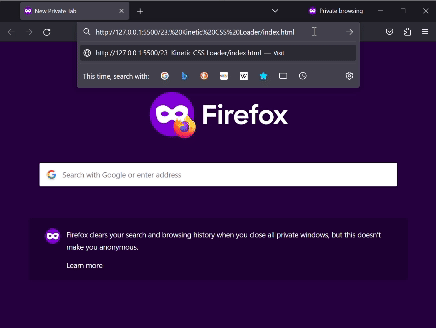 New Private Tab
Private browsing
http://127.0.0.1:5500/23.%20Kinetic%20CSS%20Loader/index.html
http://127.0.0.1:5500/23. Kinetic CSS Loader/index.html — Visit
This time, search with:
Firefox
Search with Google or enter address
Firefox clears your search and browsing history when you close all private windows, but this doesn't
make you anonymous.
Learn more